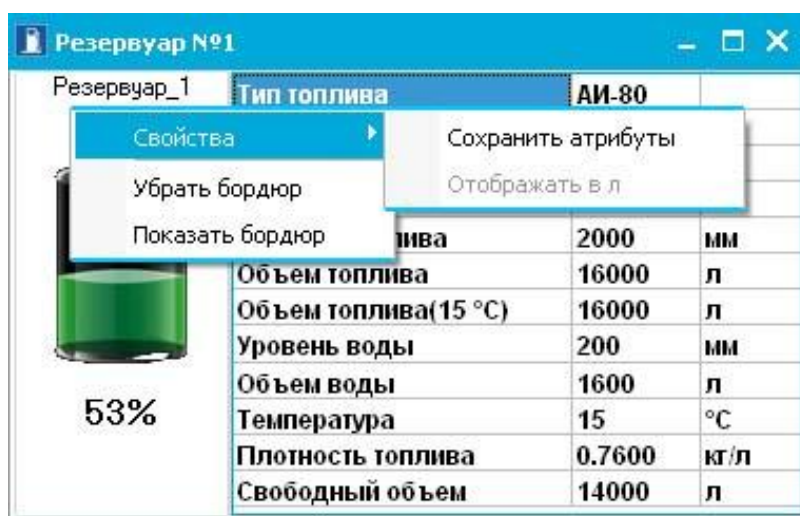 Резервуар №1
Резервуар_1
Тип топлива АИ-80
Свойства
Сохранить атрибуты
Убрать бордюр
Отображать в л
Показать бордюр
2000 мм
Объем топлива 16000 л
Объем топлива(15 °C) 16000 л
Уровень воды 200 мм
Объем воды 1600 л
53%
Температура 15 °C
Плотность топлива 0.7600 кг/л
Свободный объем 14000 л